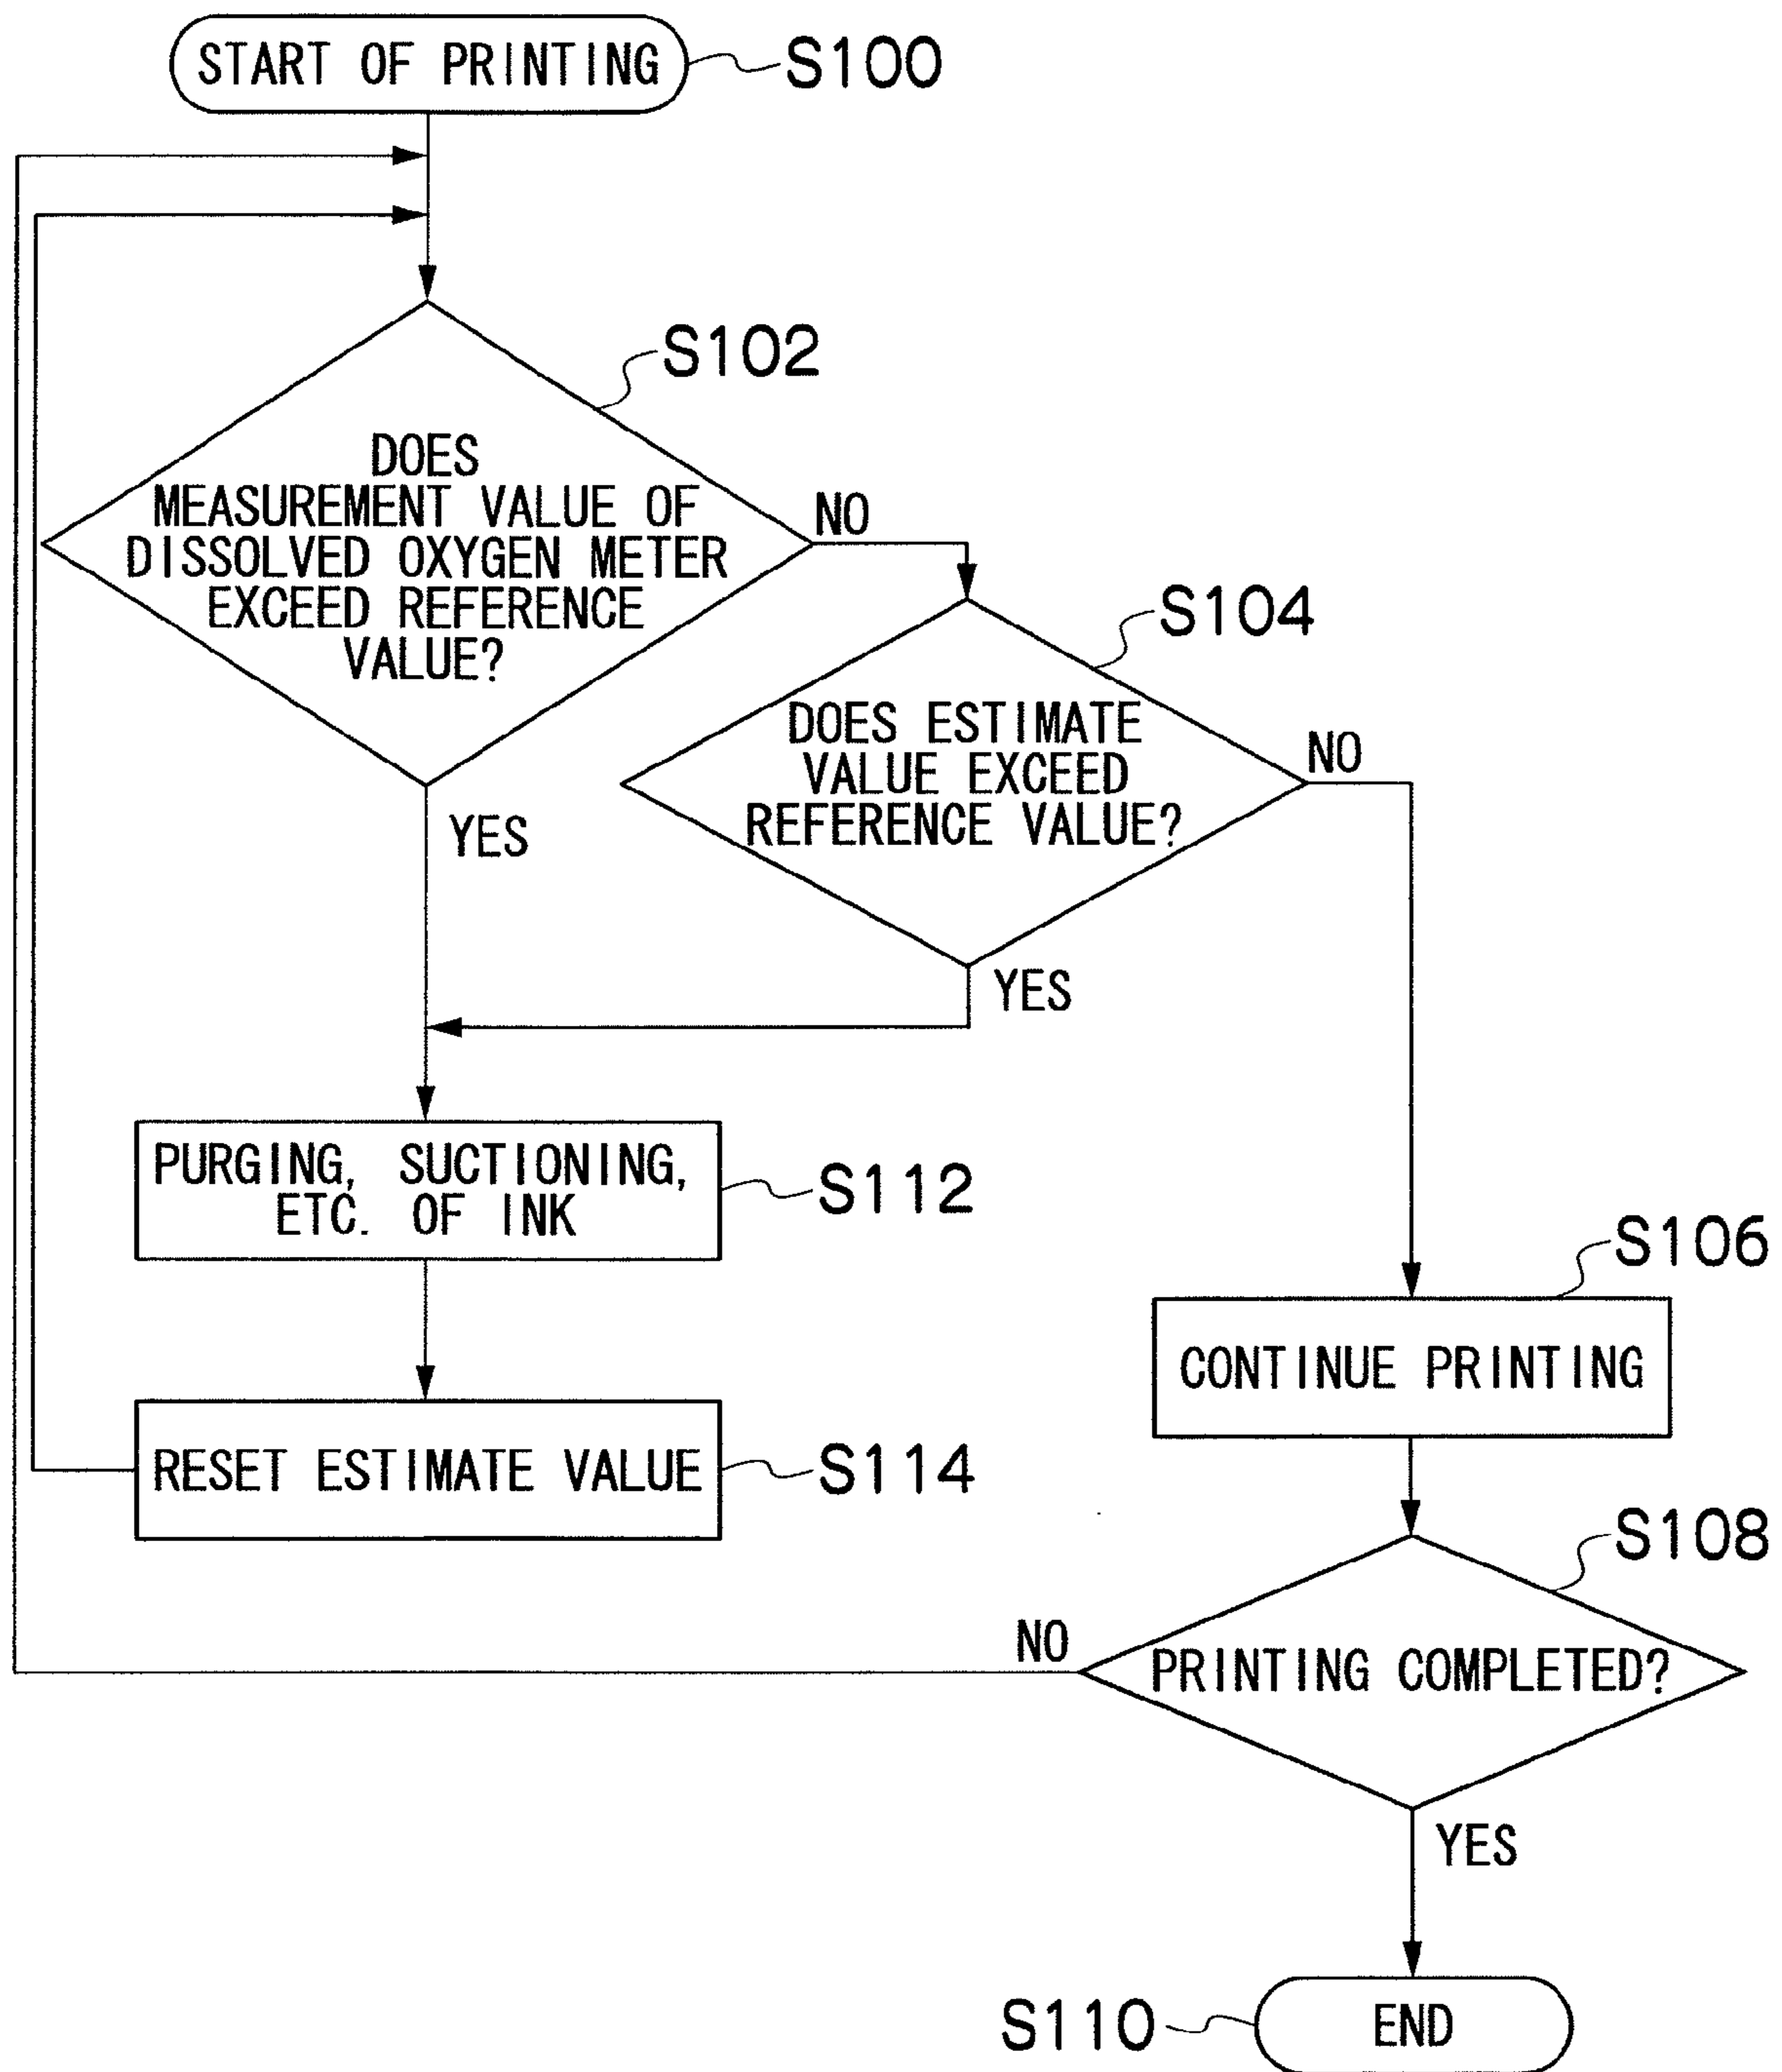 START OF PRINTING
S100
S102
DOES
MEASUREMENT VALUE OF
DISSOLVED OXYGEN METER
EXCEED REFERENCE
VALUE?
NO
YES
S104
DOES ESTIMATE
VALUE EXCEED
REFERENCE VALUE?
NO
YES
PURGING, SUCTIONING,
ETC. OF INK
S112
RESET ESTIMATE VALUE
S114
S106
CONTINUE PRINTING
S108
PRINTING COMPLETED?
NO
YES
S110
END